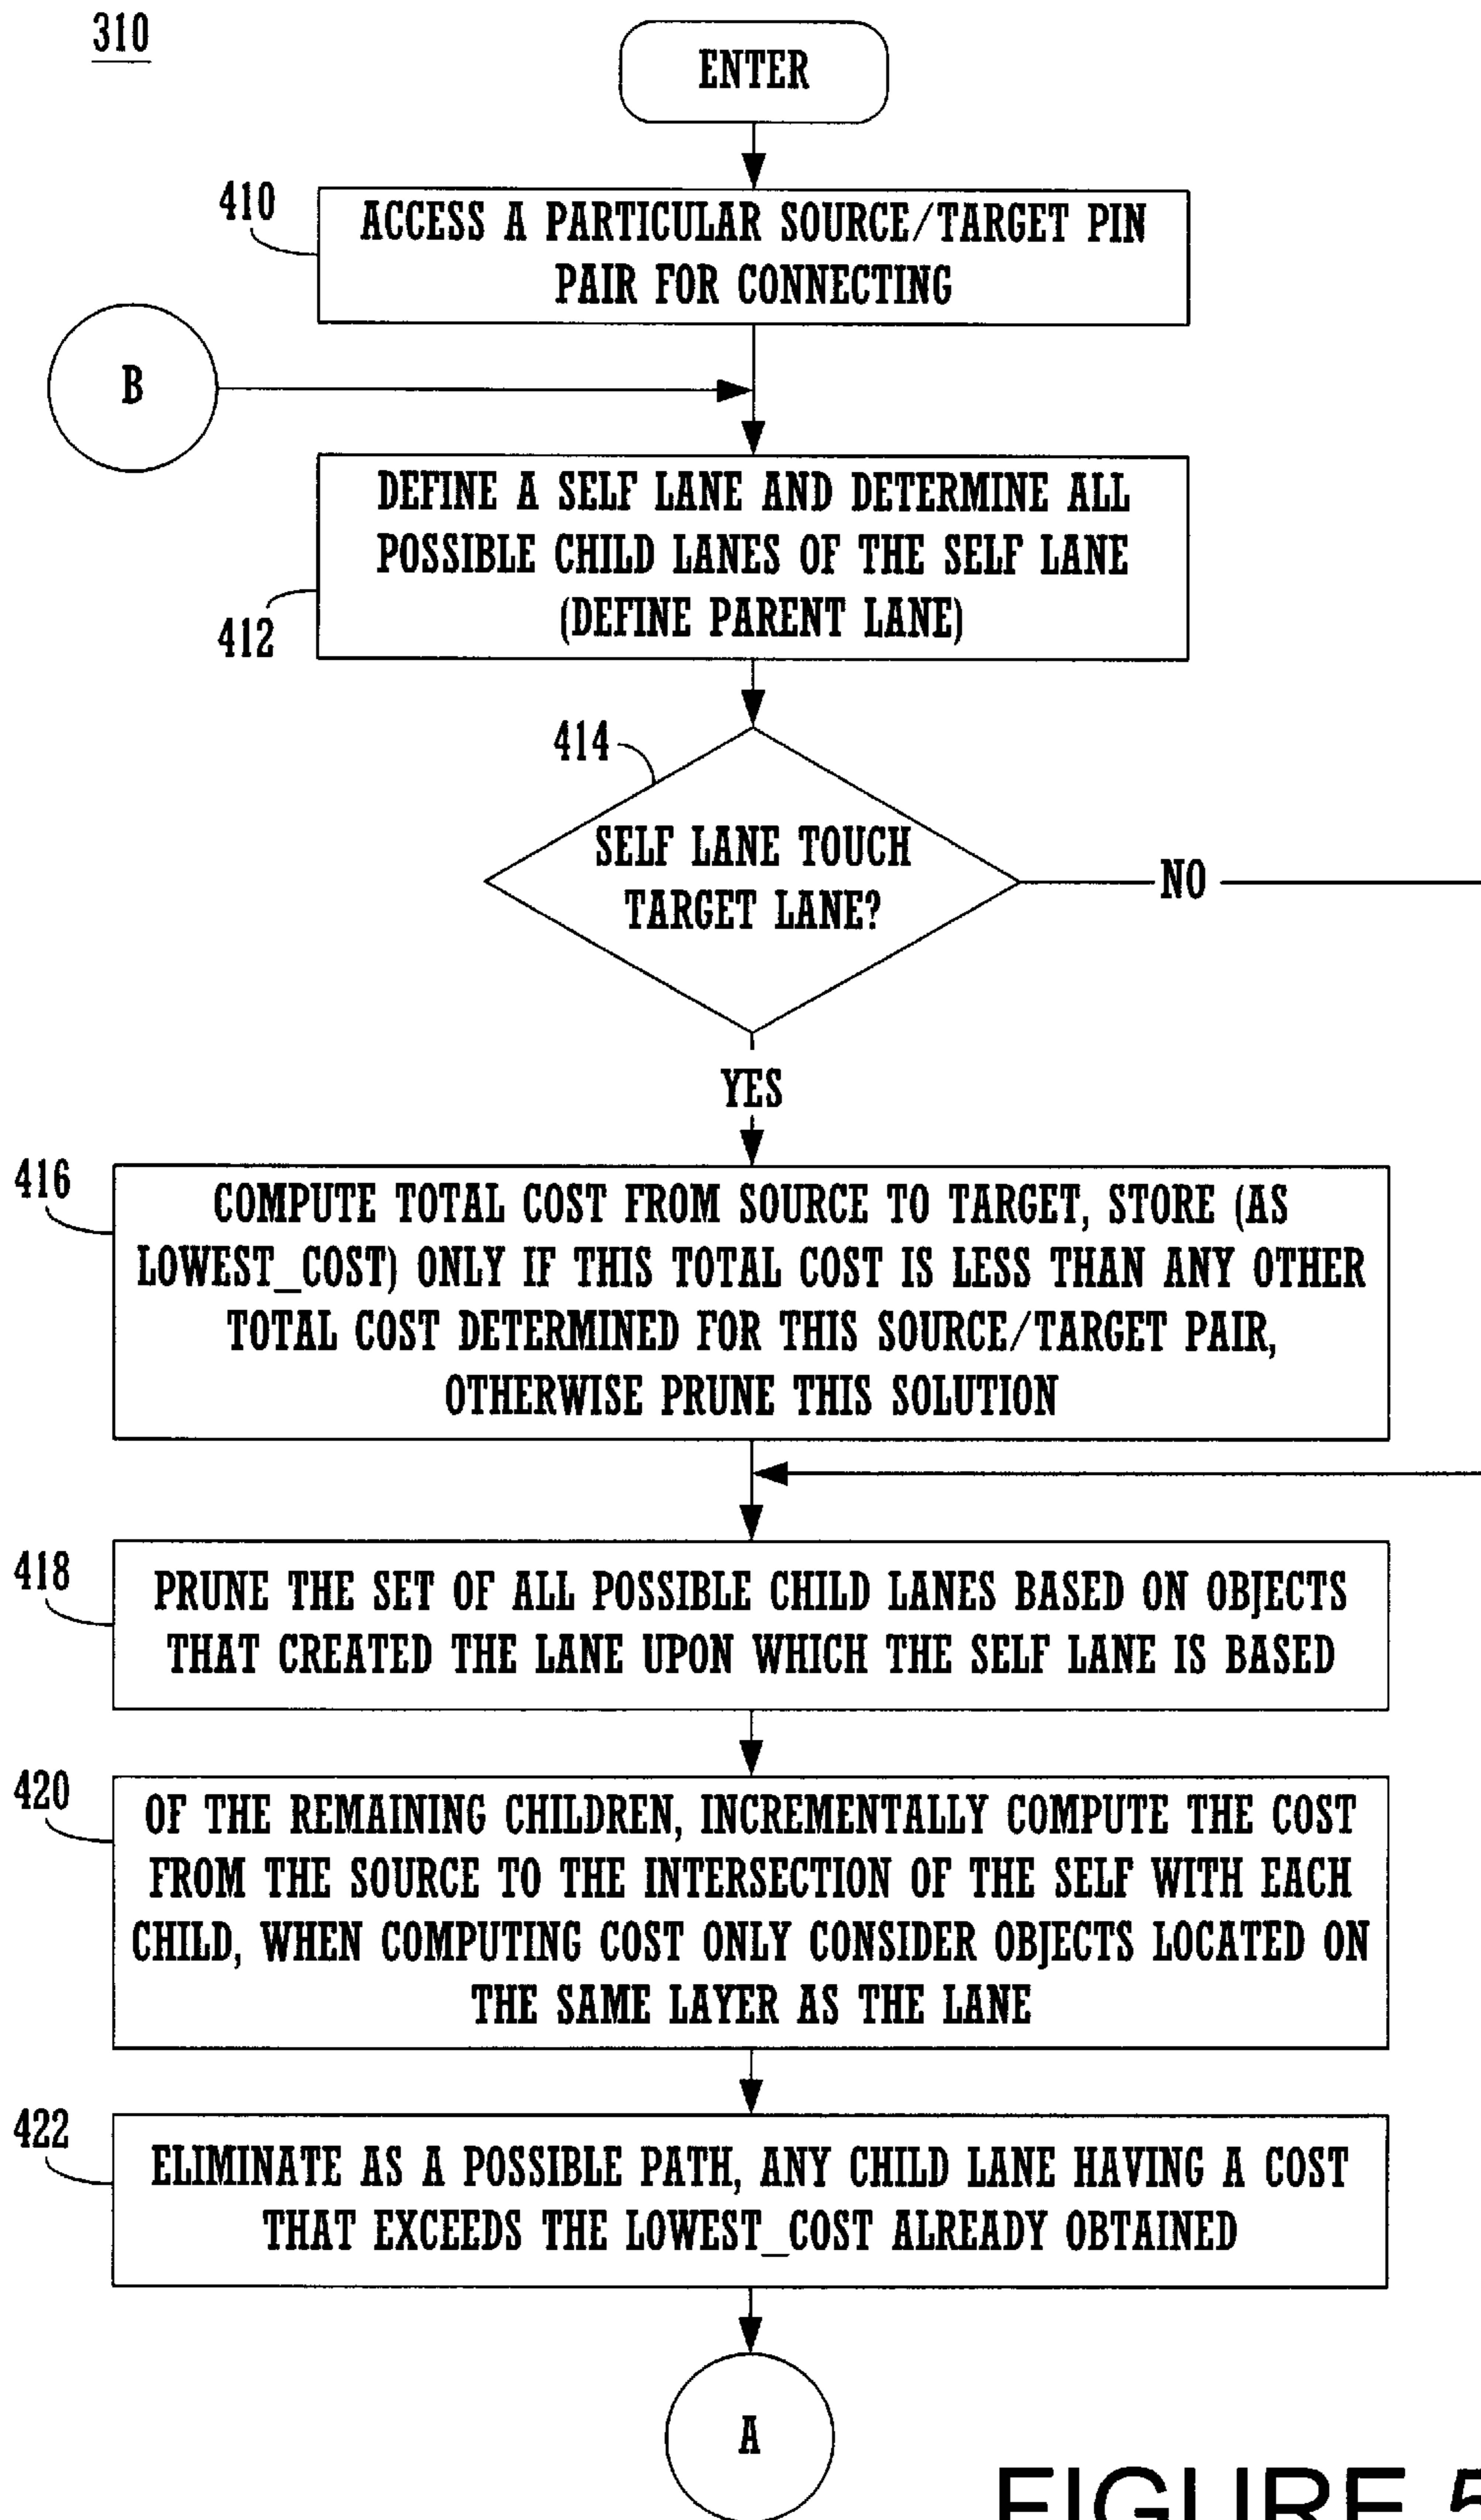 310
ENTER
410
ACCESS A PARTICULAR SOURCE/TARGET PIN
PAIR FOR CONNECTING
B
DEFINE A SELF LANE AND DETERMINE ALL
POSSIBLE CHILD LANES OF THE SELF LANE
(DEFINE PARENT LANE)
412
414
SELF LANE TOUCH
TARGET LANE?
NO
YES
416
COMPUTE TOTAL COST FROM SOURCE TO TARGET, STORE (AS
LOWEST_COST) ONLY IF THIS TOTAL COST IS LESS THAN ANY OTHER
TOTAL COST DETERMINED FOR THIS SOURCE/TARGET PAIR,
OTHERWISE PRUNE THIS SOLUTION
418
PRUNE THE SET OF ALL POSSIBLE CHILD LANES BASED ON OBJECTS
THAT CREATED THE LANE UPON WHICH THE SELF LANE IS BASED
420
OF THE REMAINING CHILDREN, INCREMENTALLY COMPUTE THE COST
FROM THE SOURCE TO THE INTERSECTION OF THE SELF WITH EACH
CHILD, WHEN COMPUTING COST ONLY CONSIDER OBJECTS LOCATED ON
THE SAME LAYER AS THE LANE
422
ELIMINATE AS A POSSIBLE PATH, ANY CHILD LANE HAVING A COST
THAT EXCEEDS THE LOWEST_COST ALREADY OBTAINED
A
FIGURE